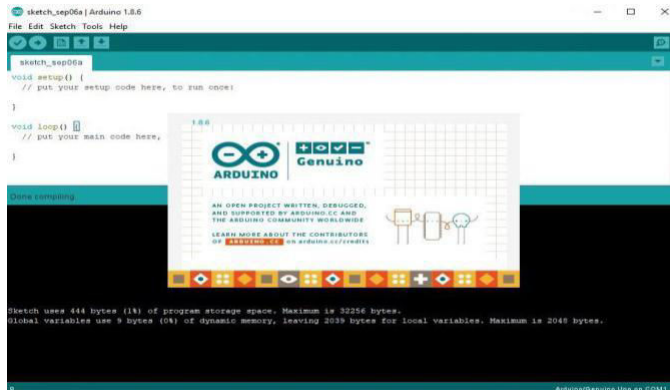 sketch_sep06a | Arduino 1.8.6
File Edit Sketch Tools Help
sketch_sep06a
void setup() {
// put your setup code here, to run once:
}
void loop() {
// put your main code here,
}
1.8.6
ARDUINO
Genuino
AN OPEN PROJECT WRITTEN, DEBUGGED,
AND SUPPORTED BY ARDUINO.CC AND
THE ARDUINO COMMUNITY WORLDWIDE
LEARN MORE ABOUT THE CONTRIBUTORS
OF ARDUINO.CC on arduino.cc/credits
Done compiling.
Sketch uses 444 bytes (1%) of program storage space. Maximum is 32256 bytes.
Global variables use 9 bytes (0%) of dynamic memory, leaving 2039 bytes for local variables. Maximum is 2048 bytes.
Arduino/Genuino Uno on COM1